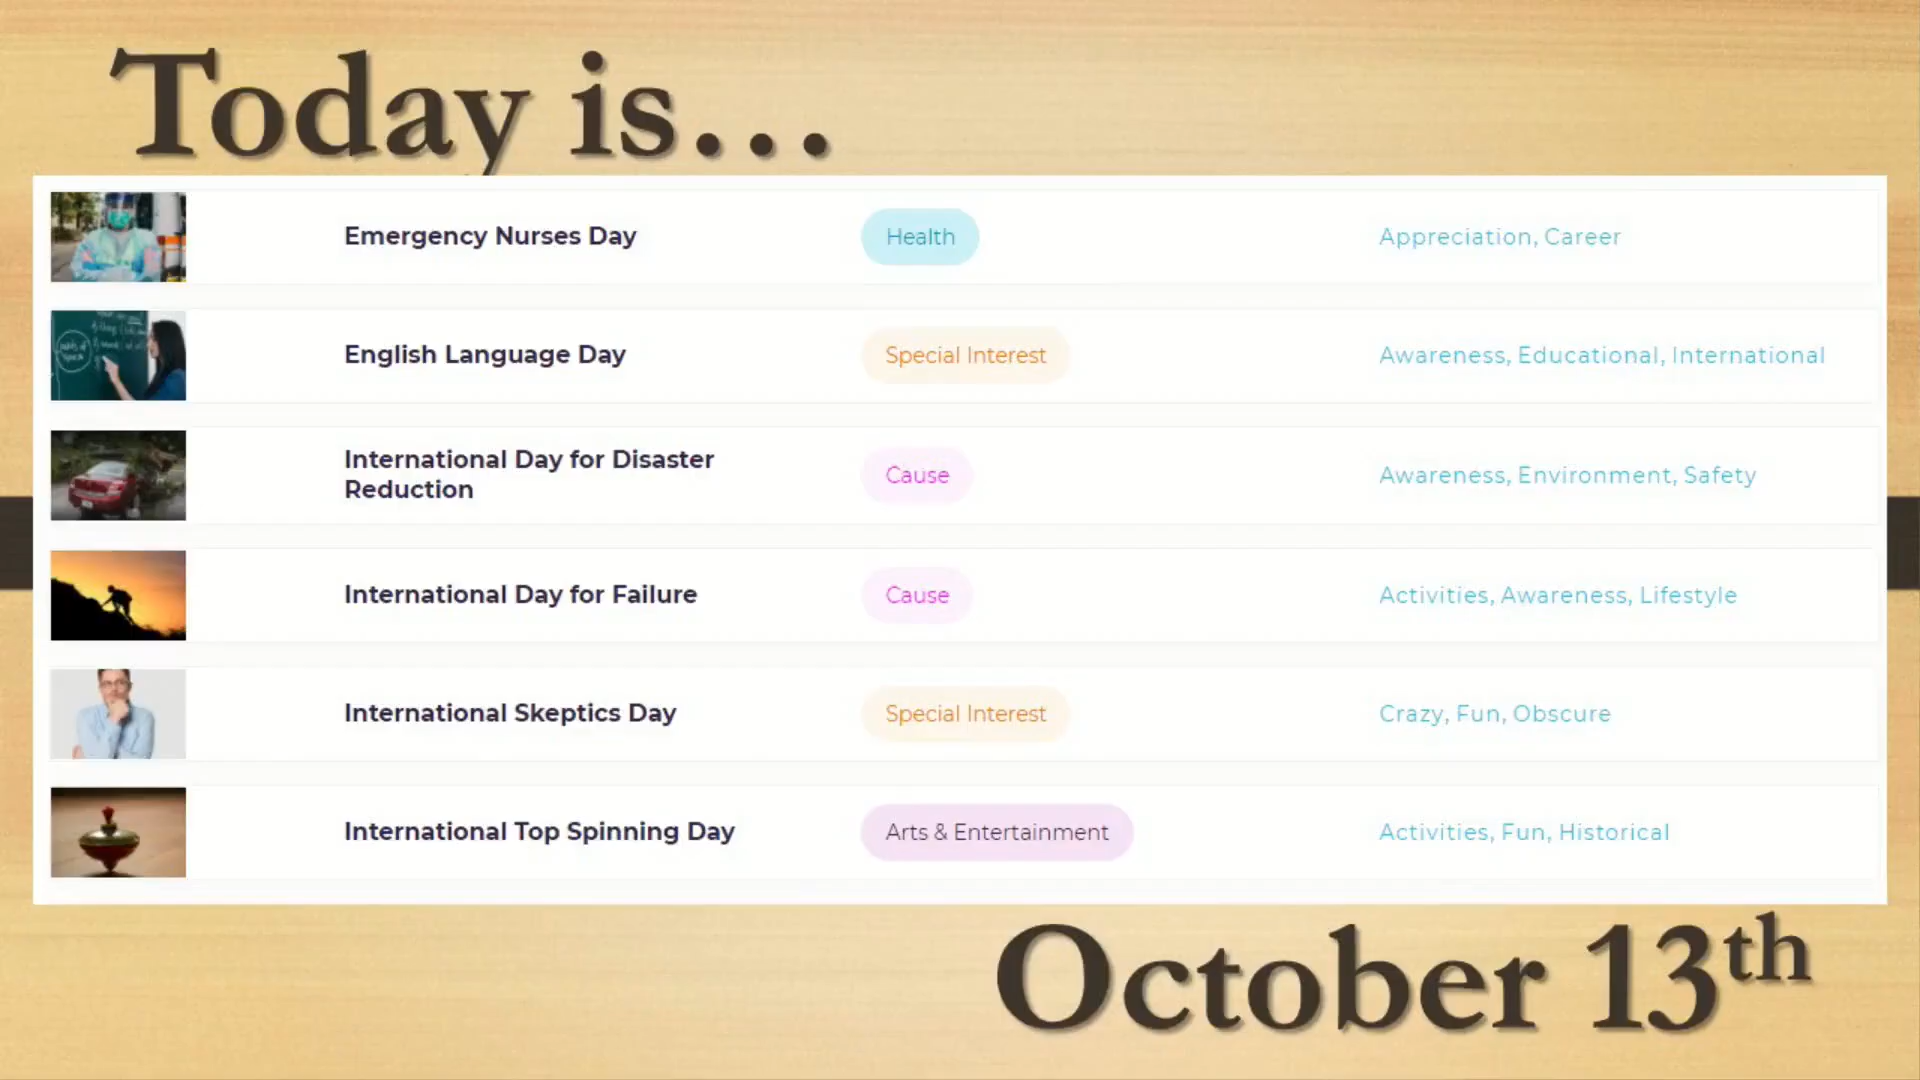 Today is...
Emergency Nurses Day Health Appreciation, Career
English Language Day Special Interest Awareness, Educational, International
International Day for Disaster
Reduction Cause Awareness, Environment, Safety
International Day for Failure Cause Activities, Awareness, Lifestyle
International Skeptics Day Special Interest Crazy, Fun, Obscure
International Top Spinning Day Arts & Entertainment Activities, Fun, Historical
October 13th